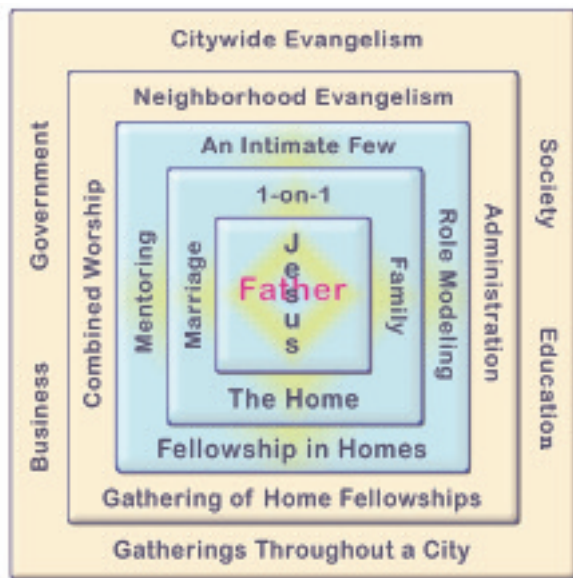 Citywide Evangelism
Neighborhood Evangelism
An Intimate Few
1-on-1
Government
Business
Combined Worship
Mentoring
Marriage
Jesus
Father
Family
Role Modeling
Administration
Society
Education
The Home
Fellowship in Homes
Gathering of Home Fellowships
Gatherings Throughout a City